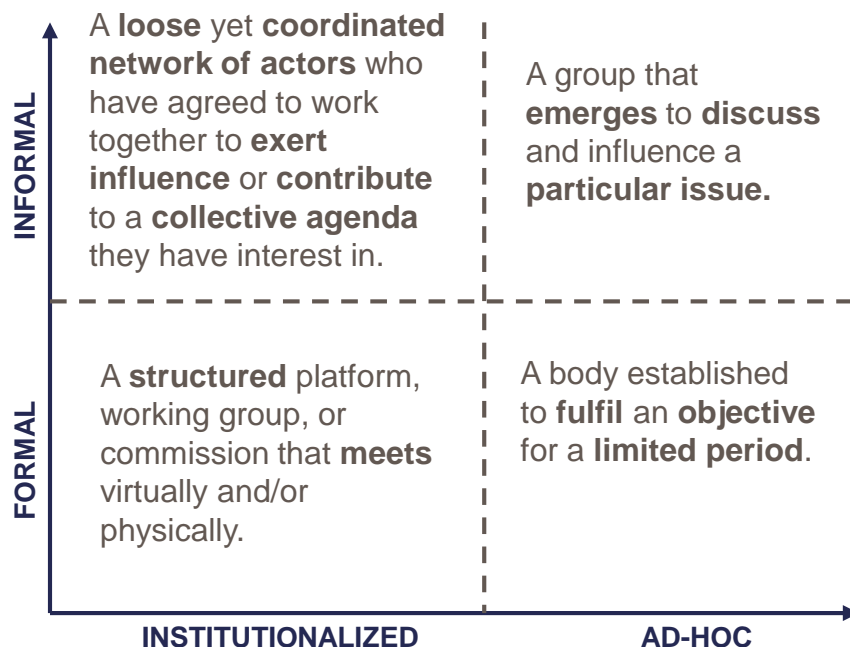 INFORMAL
A loose yet coordinated
network of actors who
have agreed to work
together to exert
influence or contribute
to a collective agenda
they have interest in.
A group that
emerges to discuss
and influence a
particular issue.
FORMAL
A structured platform,
working group, or
commission that meets
virtually and/or
physically.
A body established
to fulfil an objective
for a limited period.
INSTITUTIONALIZED
AD-HOC